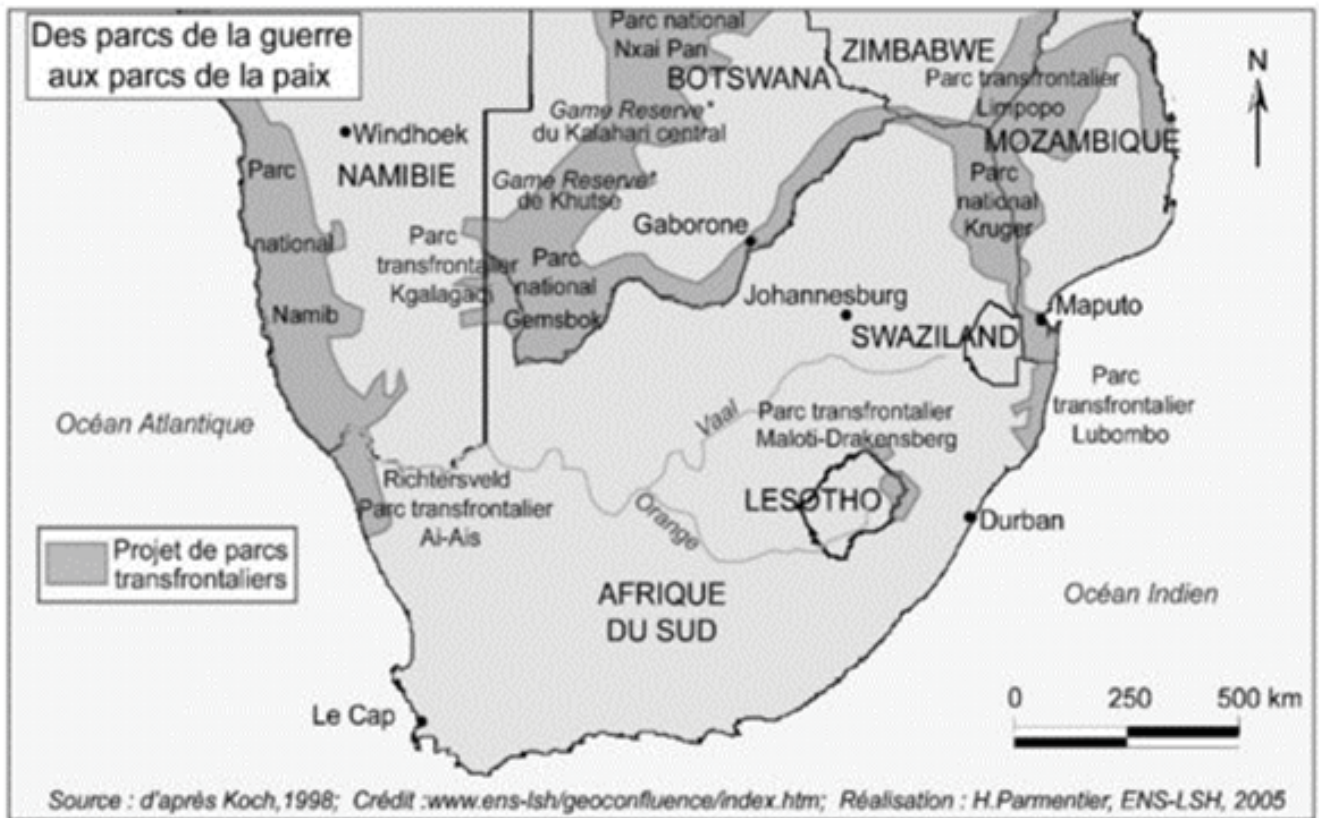 Des parcs de la guerre
aux parcs de la paix
Parc national
Nxai Pan
BOTSWANA
ZIMBABWE
Parc transfrontalier
Limpopo
MOZAMBIQUE
N
Windhoek
NAMIBIE
Game Reserve*
du Kalahari central
Game Reserve*
de Khutse
Parc
national
Namib
Parc
transfrontalier
Kgalagadi
Parc
national
Gemsbok
Gaborone
Parc
national
Kruger
Johannesburg
SWAZILAND
Maputo
Parc
transfrontalier
Lubombo
Océan Atlantique
Vaal
Parc transfrontalier
Maloti-Drakensberg
Richtersveld
Parc transfrontalier
Ai-Ais
Orange
LESOTHO
Durban
Projet de parcs
transfrontaliers
AFRIQUE
DU SUD
Océan Indien
Le Cap
0 250 500 km
Source : d'après Koch,1998; Crédit :www.ens-lsh/geoconfluence/index.htm; Réalisation : H.Parmentier, ENS-LSH, 2005